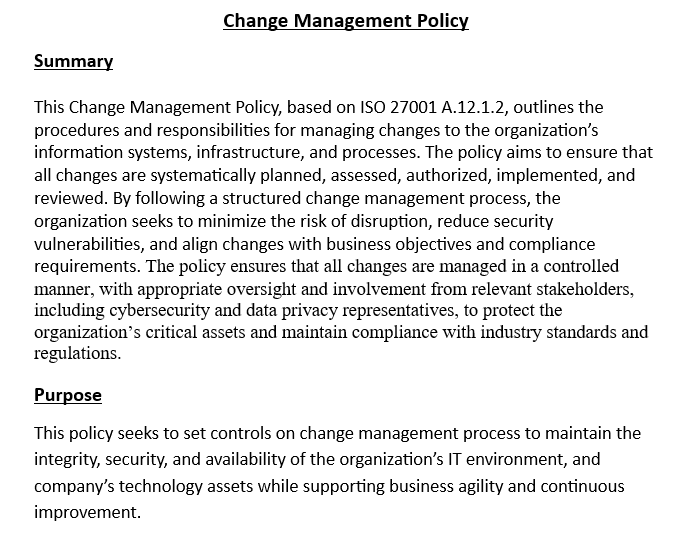 Change Management Policy
Summary
This Change Management Policy, based on ISO 27001 A.12.1.2, outlines the
procedures and responsibilities for managing changes to the organization's
information systems, infrastructure, and processes. The policy aims to ensure that
all changes are systematically planned, assessed, authorized, implemented, and
reviewed. By following a structured change management process, the
organization seeks to minimize the risk of disruption, reduce security
vulnerabilities, and align changes with business objectives and compliance
requirements. The policy ensures that all changes are managed in a controlled
manner, with appropriate oversight and involvement from relevant stakeholders,
including cybersecurity and data privacy representatives, to protect the
organization's critical assets and maintain compliance with industry standards and
regulations.
Purpose
This policy seeks to set controls on change management process to maintain the
integrity, security, and availability of the organization's IT environment, and
company's technology assets while supporting business agility and continuous
improvement.